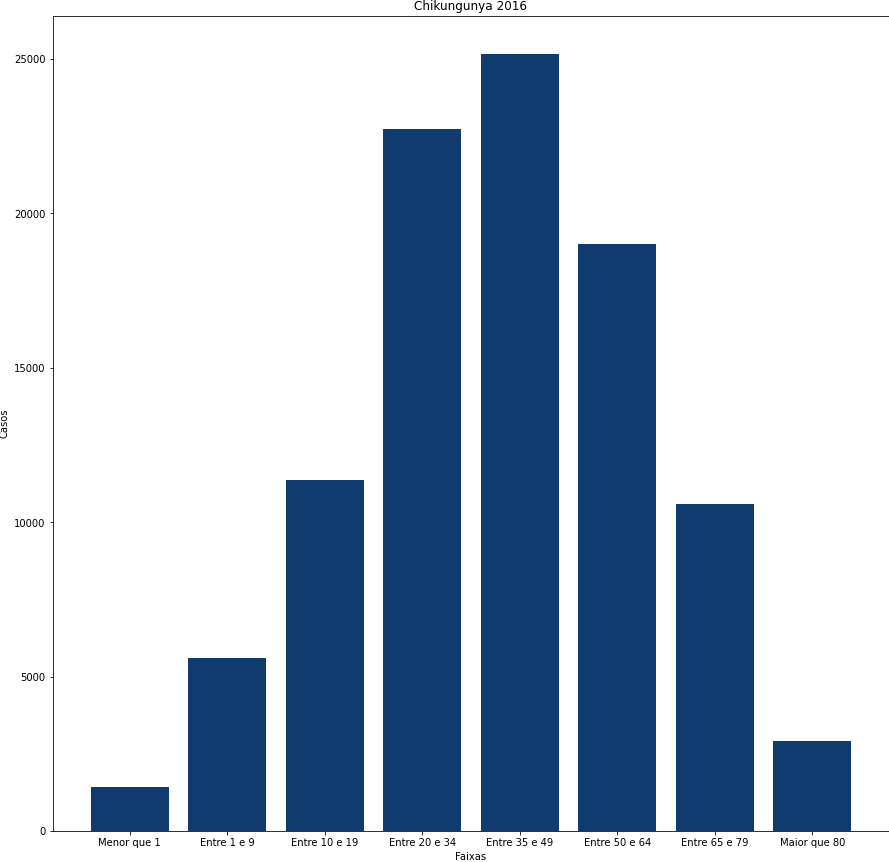 Chikungunya 2016
25000
20000
15000
10000
5000
0
Casos
Menor que 1
Entre 1 e 9
Entre 10 e 19
Entre 20 e 34
Entre 35 e 49
Entre 50 e 64
Entre 65 e 79
Maior que 80
Faixas